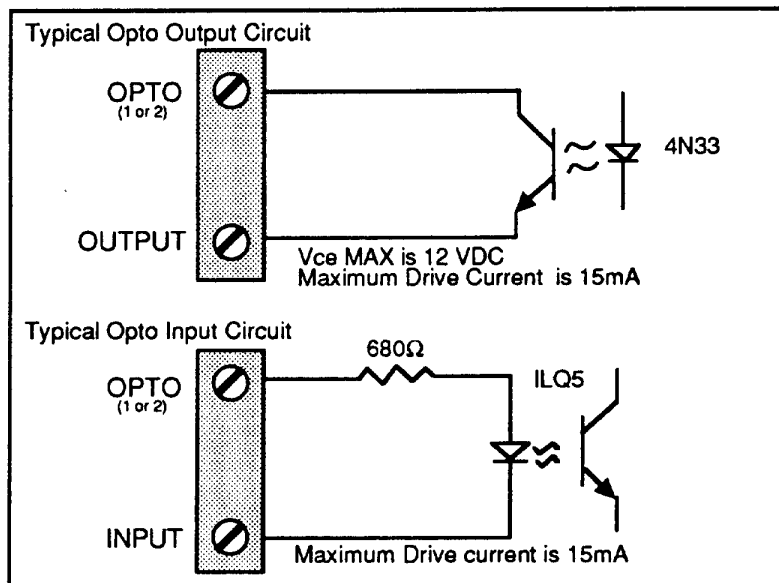 Typical Opto Output Circuit
OPTO
(1 or 2)
4N33
OUTPUT
Vce MAX is 12 VDC
Maximum Drive Current is 15mA
Typical Opto Input Circuit
680Ω
OPTO
(1 or 2)
ILQ5
INPUT
Maximum Drive current is 15mA